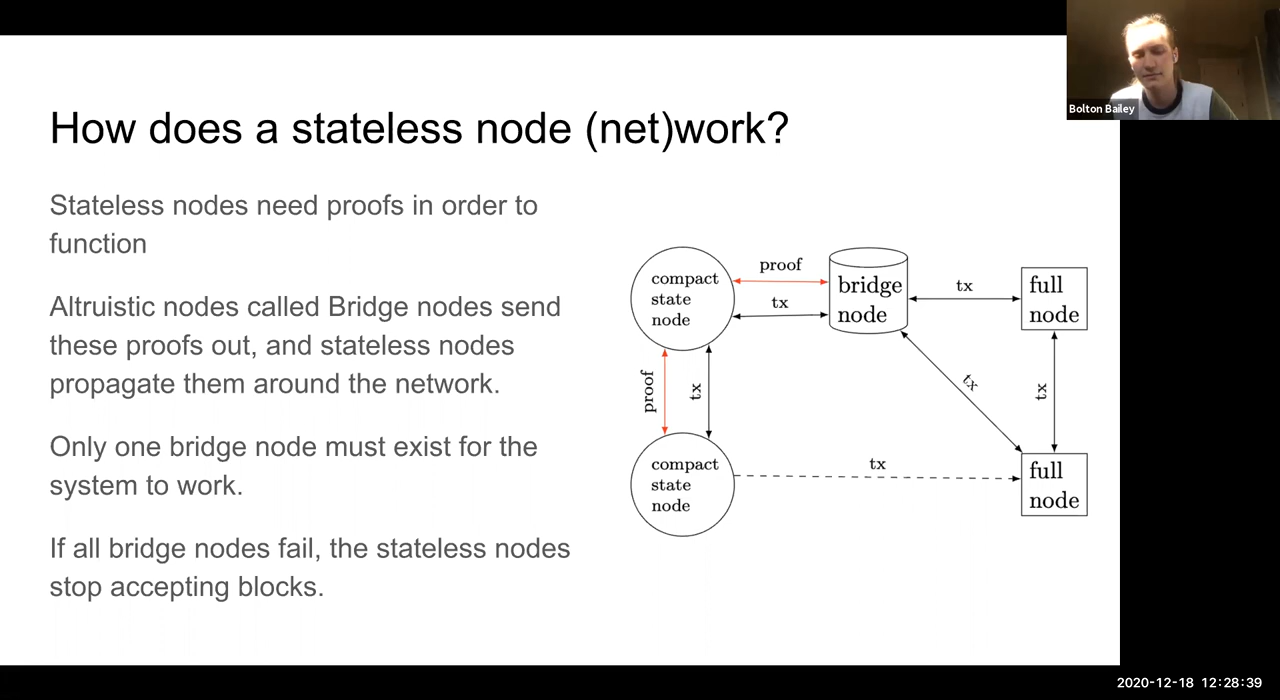 Bolton Bailey
How does a stateless node (net)work?
Stateless nodes need proofs in order to
function
Altruistic nodes called Bridge nodes send
these proofs out, and stateless nodes
propagate them around the network.
Only one bridge node must exist for the
system to work.
If all bridge nodes fail, the stateless nodes
stop accepting blocks.
compact
state
node
proof
tx
bridge
node
tx
full
node
proof
tx
tx
tx
compact
state
node
tx
full
node
2020-12-18 12:28:39